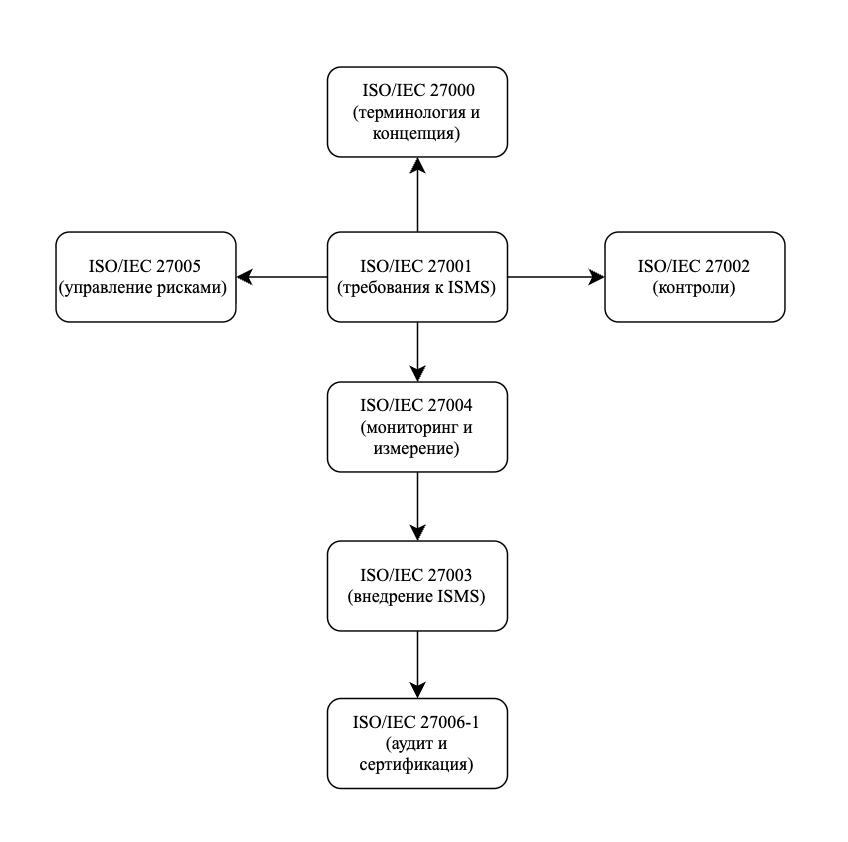 ISO/IEC 27000
(терминология и
концепция)
ISO/IEC 27005
(управление рисками)
ISO/IEC 27001
(требования к ISMS)
ISO/IEC 27002
(контроли)
ISO/IEC 27004
(мониторинг и
измерение)
ISO/IEC 27003
(внедрение ISMS)
ISO/IEC 27006-1
(аудит и
сертификация)